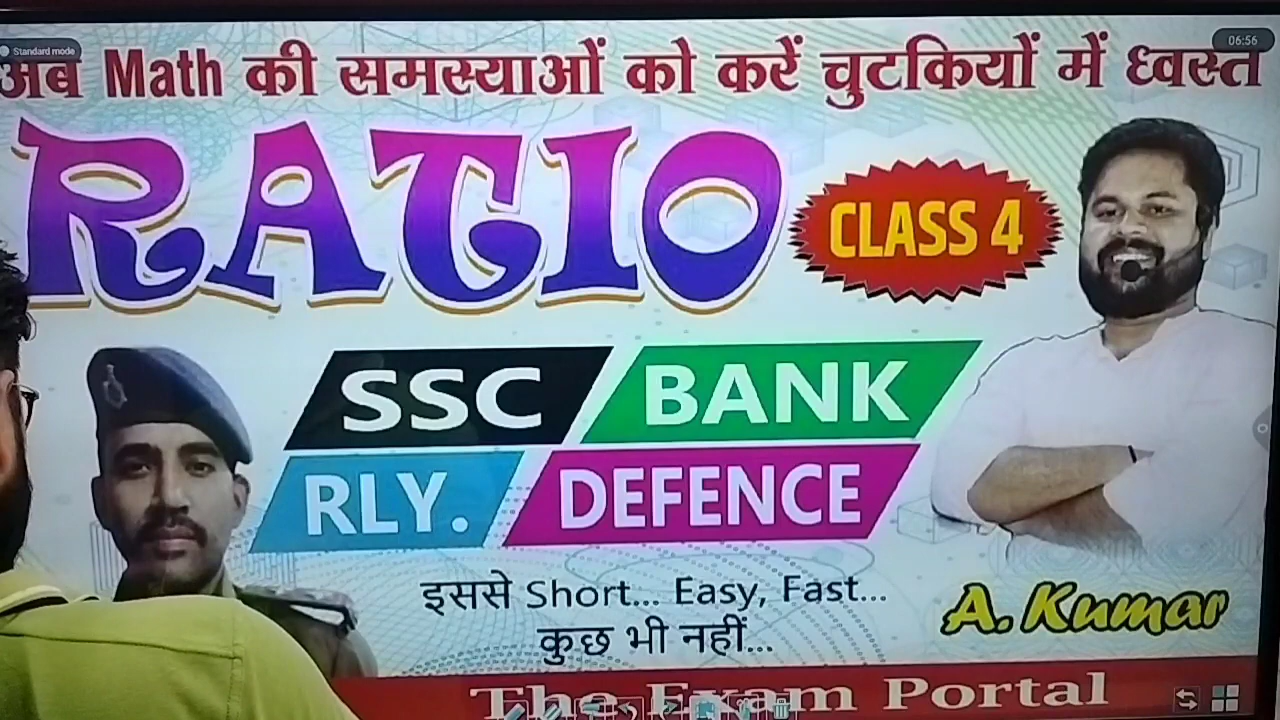 Standard mode
06:56
अब Math की समस्याओं को करें चुटकियों में ध्वस्त
RATIO
CLASS 4
SSC BANK
RLY. DEFENCE
इससे Short... Easy, Fast...
कुछ भी नहीं...
A. Kumar
The Exam Portal